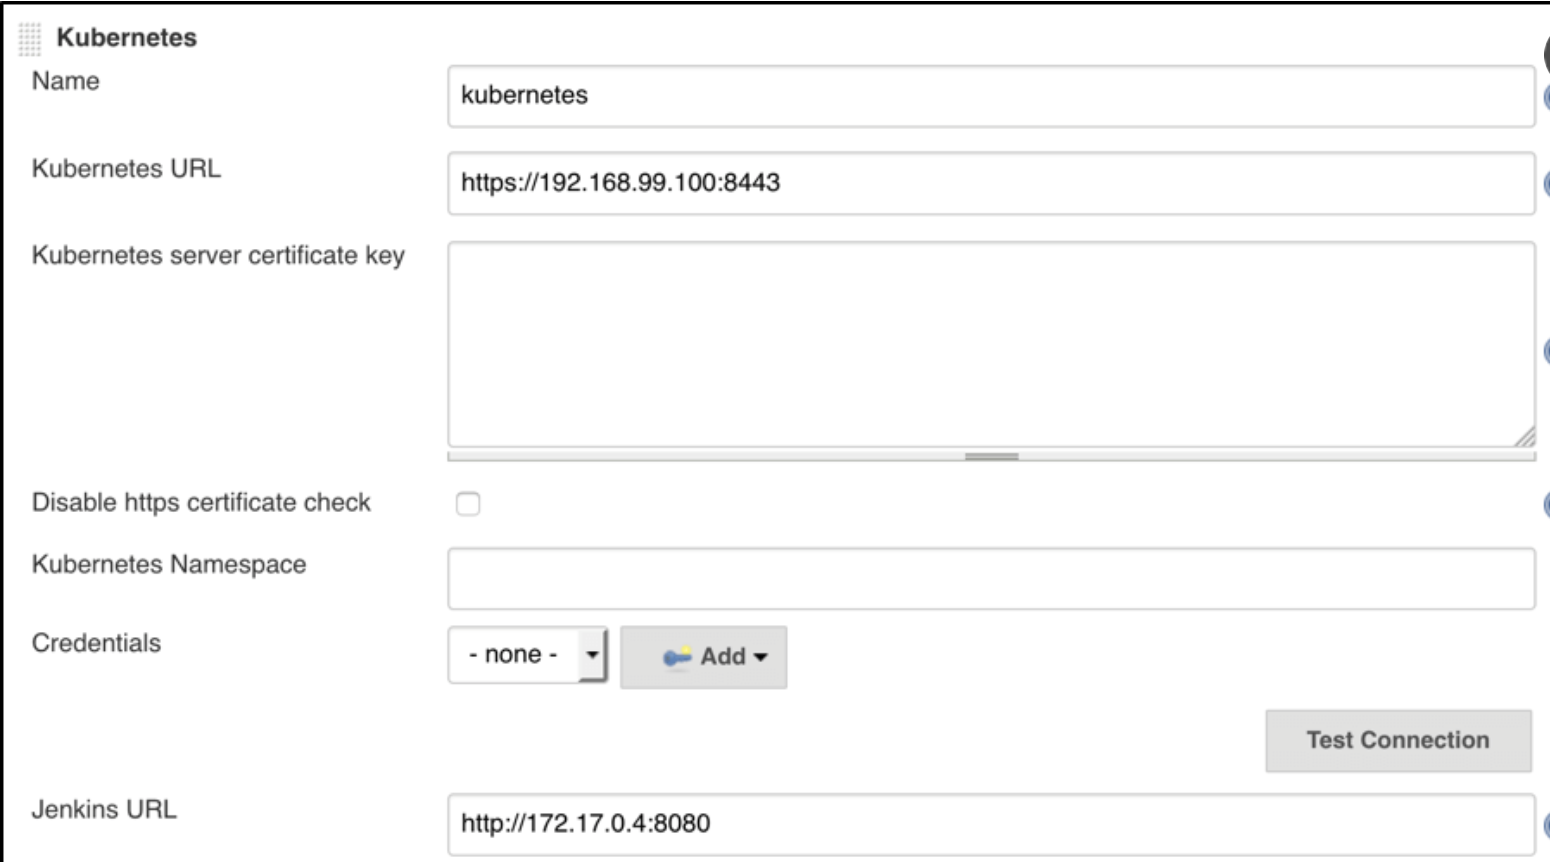 Kubernetes
Name
kubernetes
Kubernetes URL
https://192.168.99.100:8443
Kubernetes server certificate key
Disable https certificate check
Kubernetes Namespace
Credentials
- none -
Add
Test Connection
Jenkins URL
http://172.17.0.4:8080